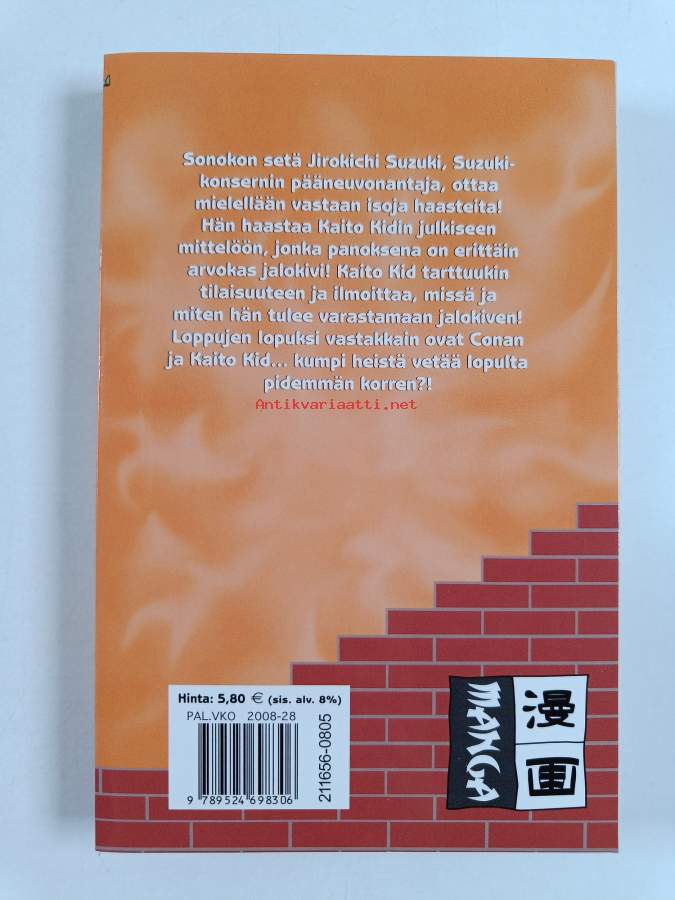 Sonokon setä Jirokichi Suzuki, Suzuki-
konsernin pääneuvonantaja, ottaa
mielellään vastaan isoja haasteita!
Hän haastaa Kaito Kidin julkiseen
mittelöön, jonka panoksena on erittäin
arvokas jalokivi! Kaito Kid tarttuukin
tilaisuuteen ja ilmoittaa, missä ja
miten hän tulee varastamaan jalokiven!
Loppujen lopuksi vastakkain ovat Conan
ja Kaito Kid... kumpi heistä vetää lopulta
pidemmän korren?!
Antikvariaatti.net
Hinta: 5,80 € (sis. alv. 8%)
PAL.VKO 2008-28
211656-0805
9 789524 698306
MANGA
漫
画